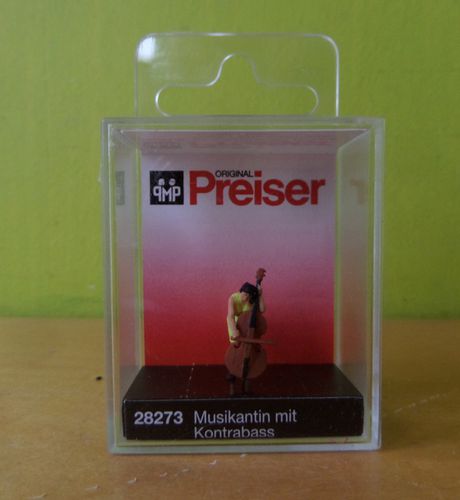 ORIGINAL
PMP Preiser
28273 Musikantin mit
Kontrabass